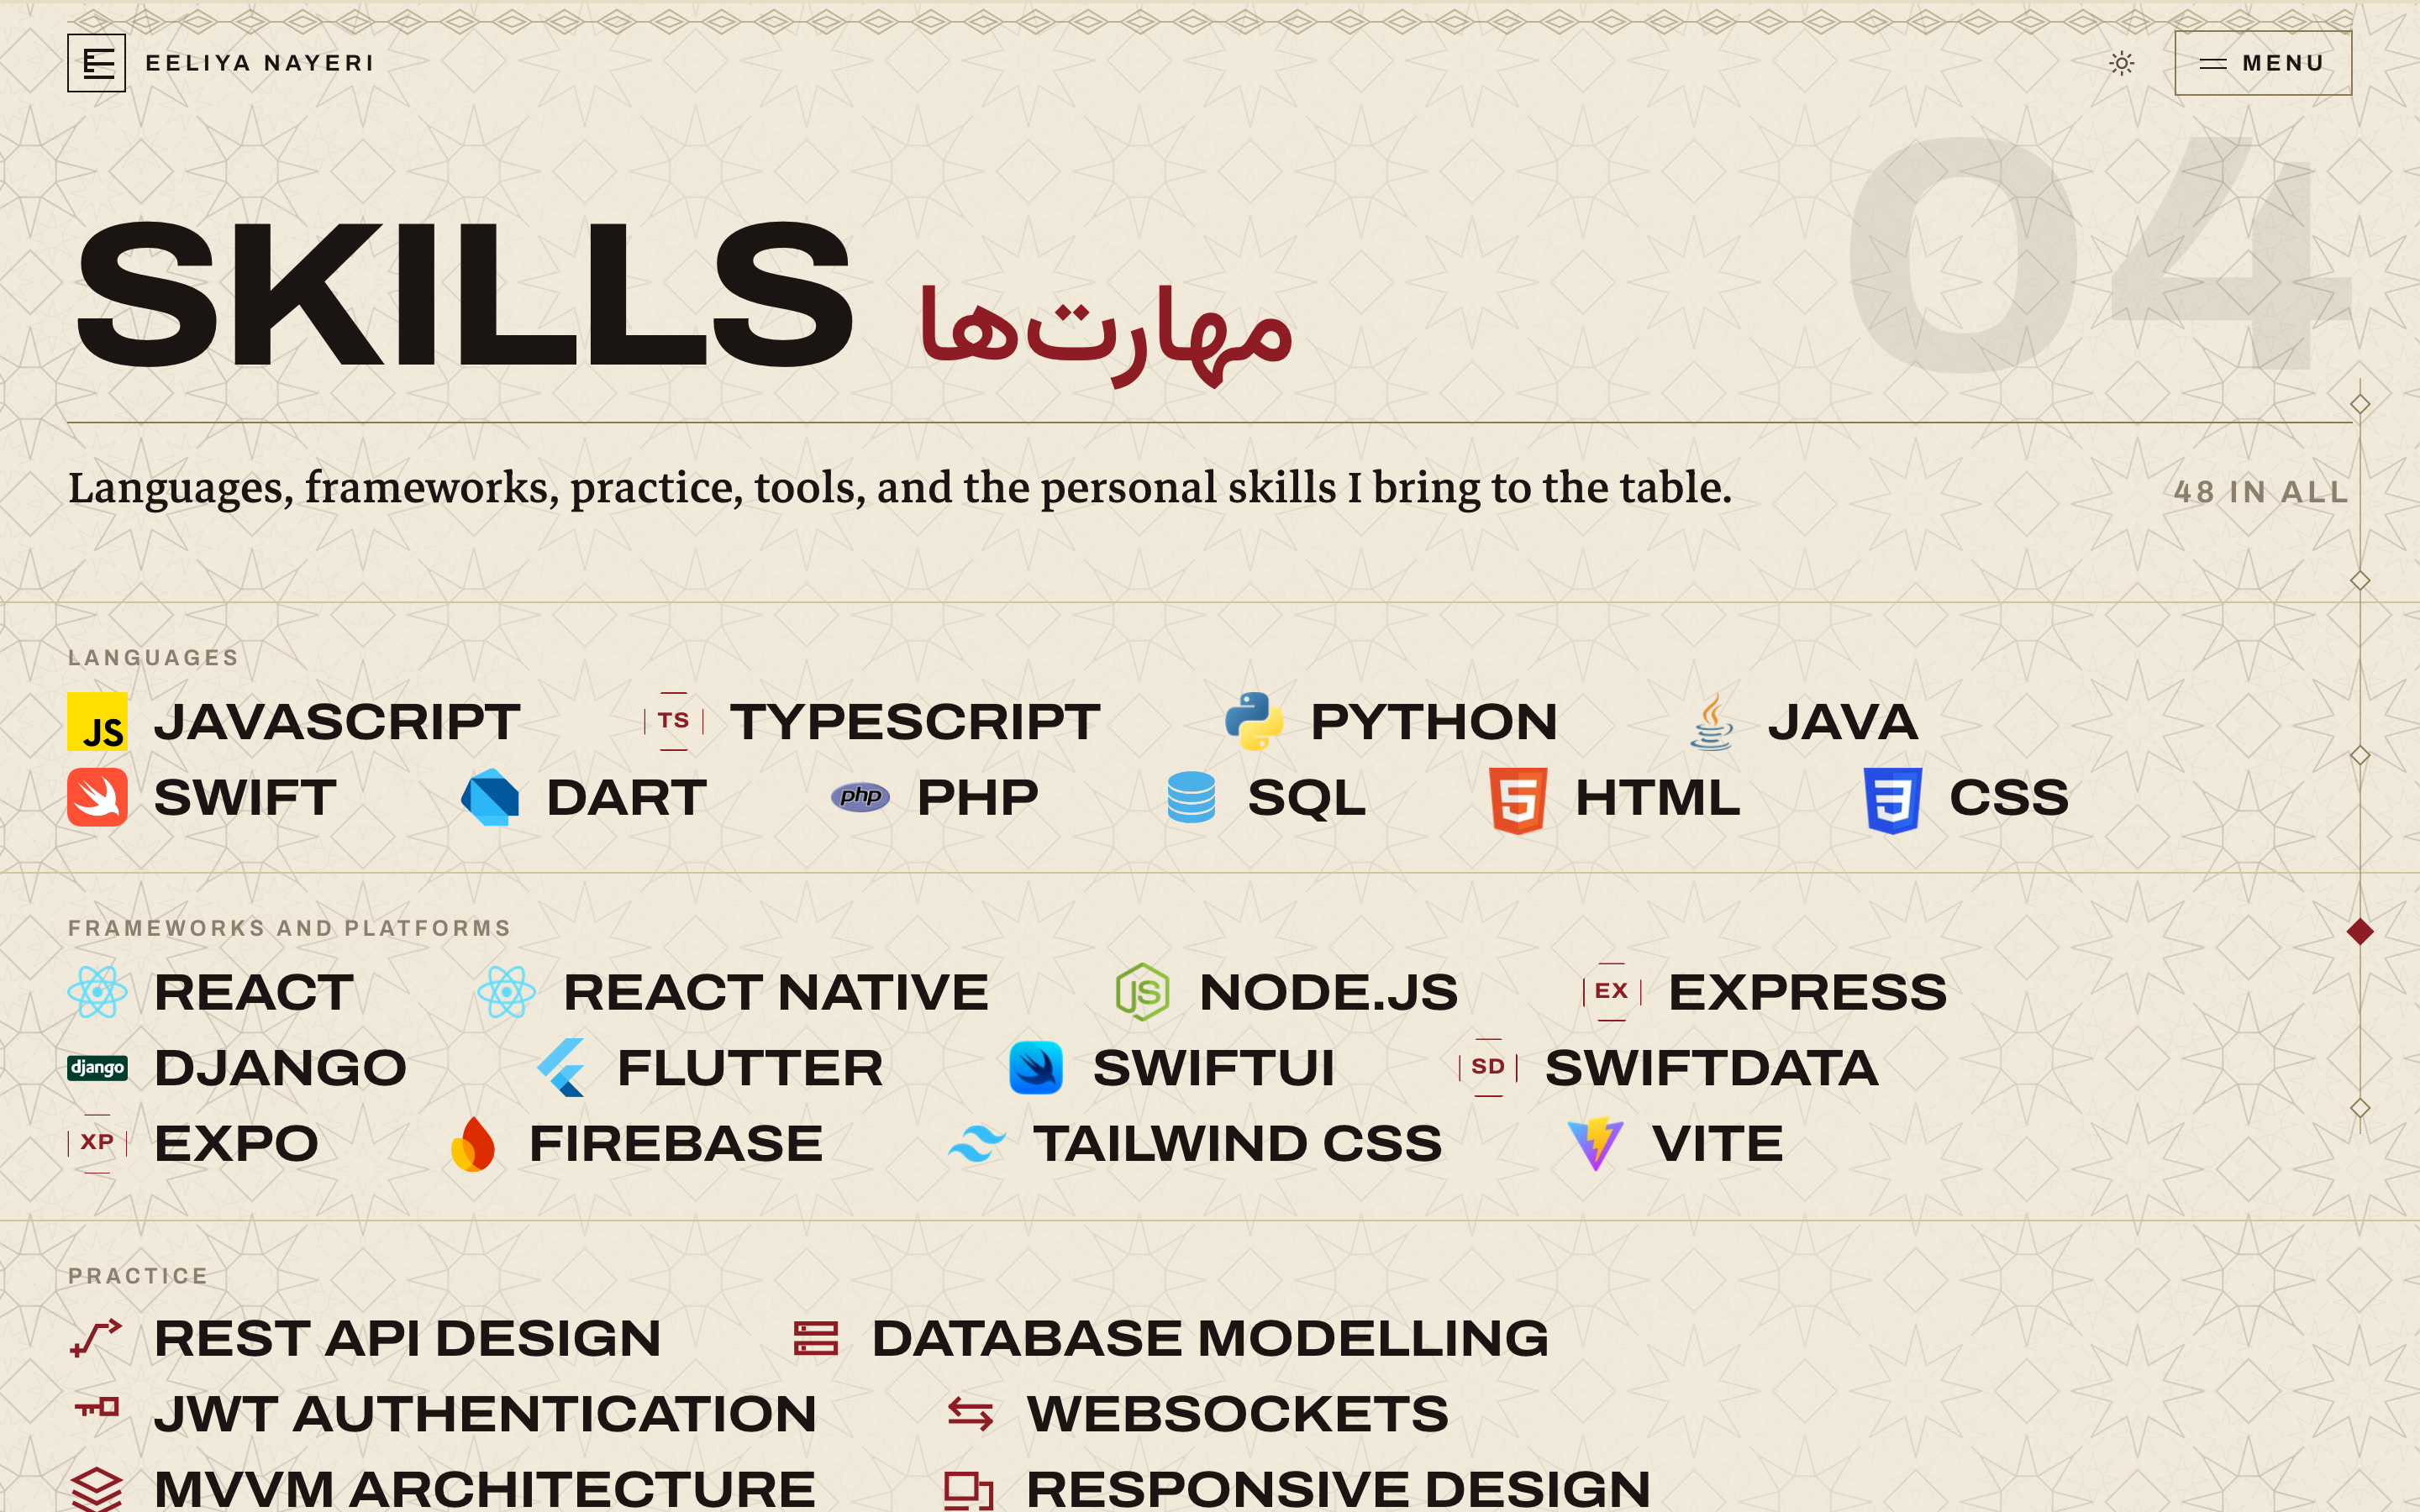 EELIYA NAYERI
MENU
04
SKILLS مهارت‌ها
Languages, frameworks, practice, tools, and the personal skills I bring to the table.
48 IN ALL
LANGUAGES
JS JAVASCRIPT TS TYPESCRIPT PYTHON JAVA
SWIFT DART php PHP SQL 5 HTML 3 CSS
FRAMEWORKS AND PLATFORMS
REACT REACT NATIVE JS NODE.JS EX EXPRESS
django DJANGO FLUTTER SWIFTUI SD SWIFTDATA
XP EXPO FIREBASE TAILWIND CSS VITE
PRACTICE
REST API DESIGN DATABASE MODELLING
JWT AUTHENTICATION WEBSOCKETS
MVVM ARCHITECTURE RESPONSIVE DESIGN